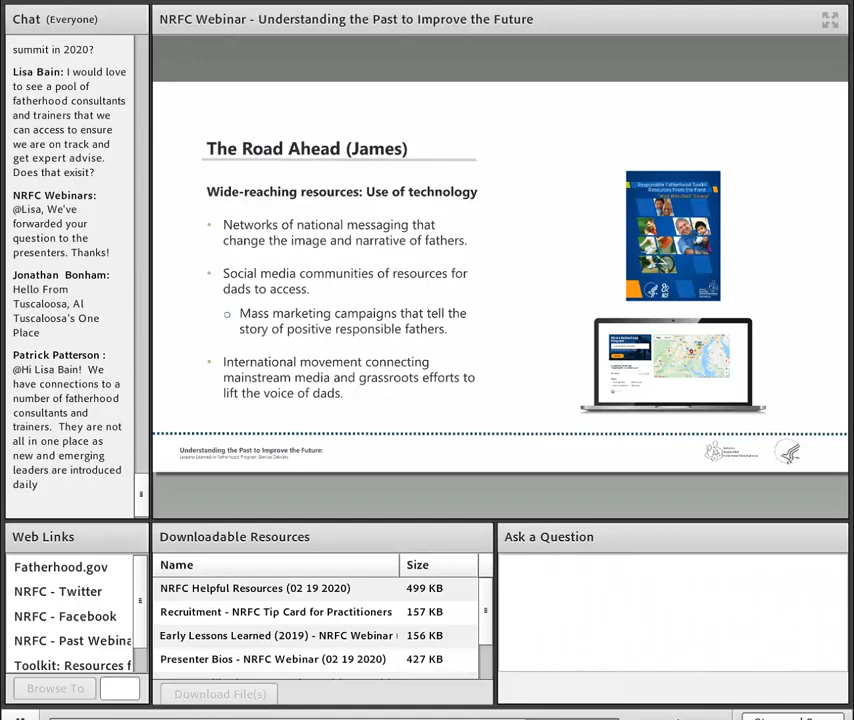 Chat (Everyone)
summit in 2020?
Lisa Bain: I would love
to see a pool of
fatherhood consultants
and trainers that we
can access to ensure
we are on track and
get expert advise.
Does that exisit?
NRFC Webinars:
@Lisa, We've
forwarded your
question to the
presenters. Thanks!
Jonathan Bonham:
Hello From
Tuscaloosa, Al
Tuscaloosa's One
Place
Patrick Patterson :
@Hi Lisa Bain! We
have connections to a
number of fatherhood
consultants and
trainers. They are not
all in one place as
new and emerging
leaders are introduced
daily
NRFC Webinar - Understanding the Past to Improve the Future
The Road Ahead (James)
Wide-reaching resources: Use of technology
Networks of national messaging that
change the image and narrative of fathers.
Social media communities of resources for
dads to access.
Mass marketing campaigns that tell the
story of positive responsible fathers.
International movement connecting
mainstream media and grassroots efforts to
lift the voice of dads.
Responsible Fatherhood Toolkit:
Resources From the Field
Understanding the Past to Improve the Future:
Lessons Learned in Fatherhood Program Service Delivery
Web Links
Fatherhood.gov
NRFC - Twitter
NRFC - Facebook
NRFC - Past Webina
Toolkit: Resources f
Browse To
Downloadable Resources
Name Size
NRFC Helpful Resources (02 19 2020) 499 KB
Recruitment - NRFC Tip Card for Practitioners 157 KB
Early Lessons Learned (2019) - NRFC Webinar 156 KB
Presenter Bios - NRFC Webinar (02 19 2020) 427 KB
Download File(s)
Ask a Question